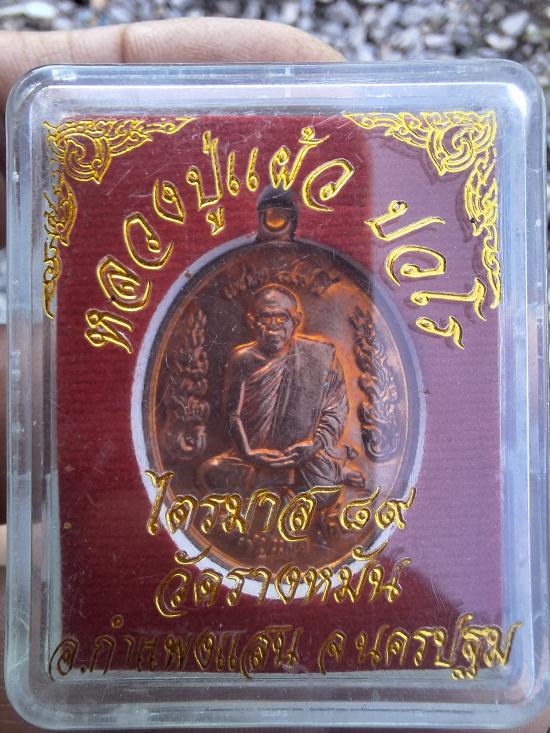 หลวงปู่แผ้ว ปวโร
ไตรมาส ๘๙
วัดรางหมัน
อ.กำแพงแสน จ.นครปฐม